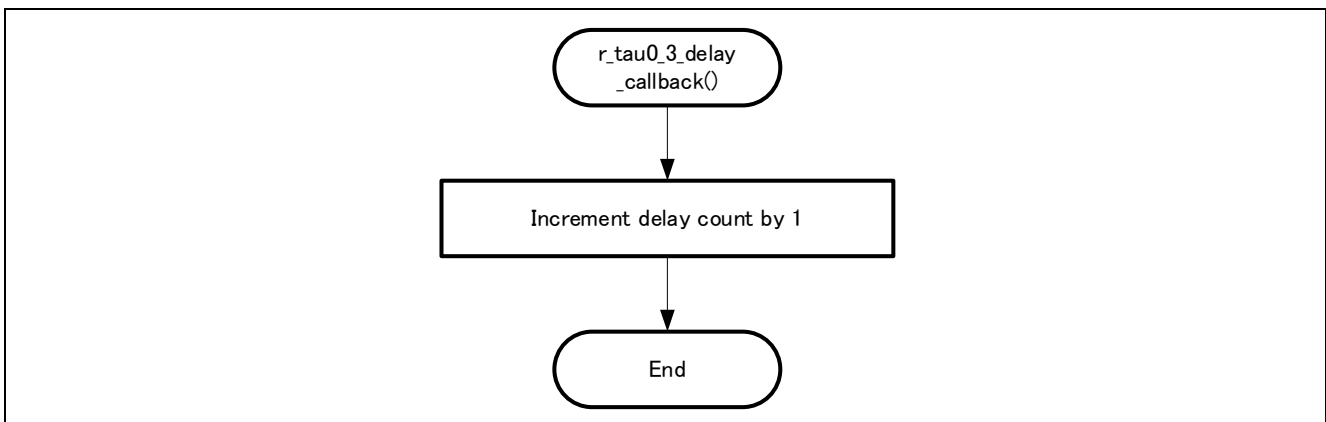 r_tau0_3_delay
_callback()
Increment delay count by 1
End